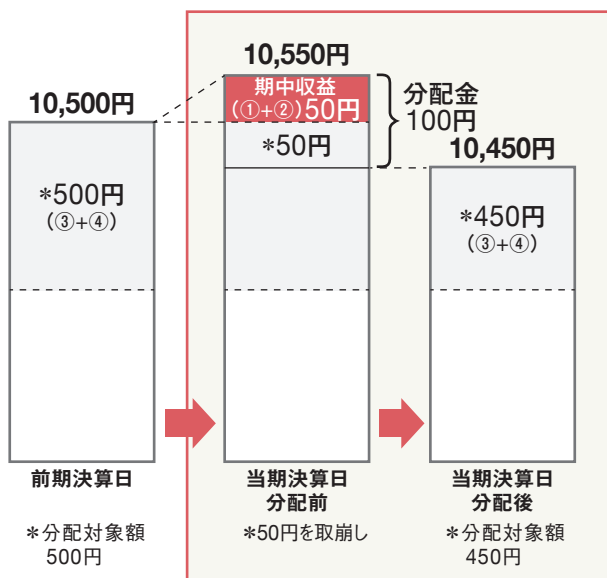 10,500円
*500円
(③+④)
前期決算日
*分配対象額
500円
10,550円
期中収益
(①+②)50円
*50円
分配金
100円
当期決算日
分配前
*50円を取崩し
10,450円
*450円
(③+④)
当期決算日
分配後
*分配対象額
450円